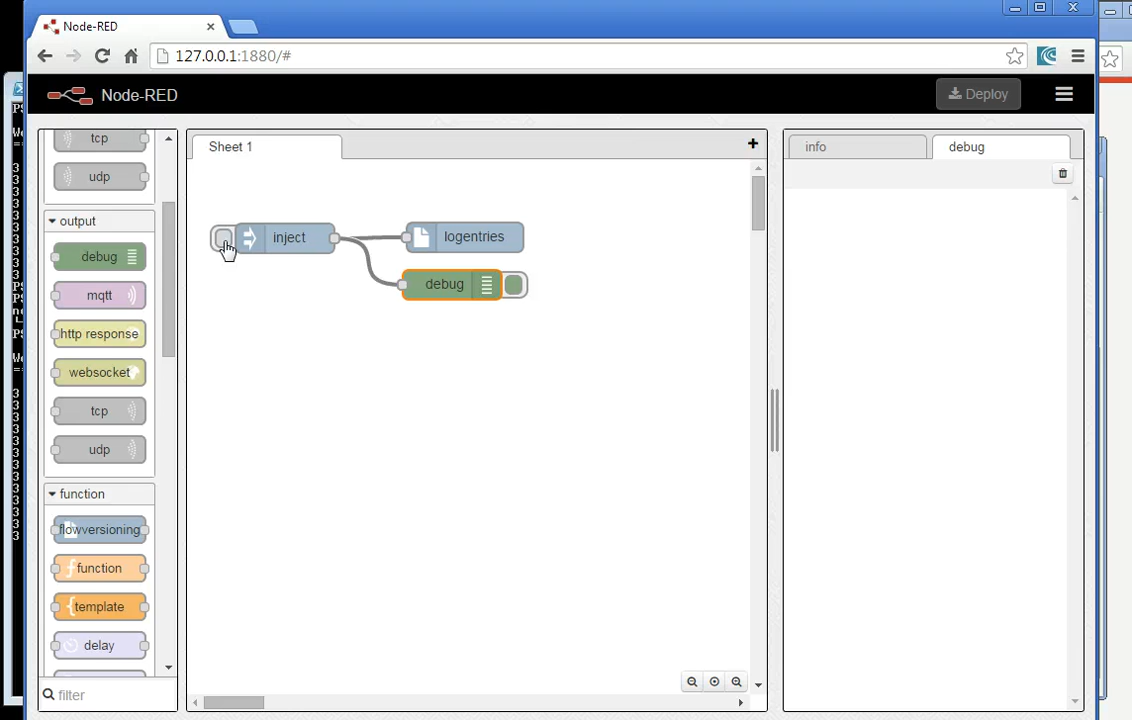 Node-RED
127.0.0.1:1880/#
Node-RED
Deploy
tcp
udp
output
debug
mqtt
http response
websocket
tcp
udp
function
flowversioning
function
template
delay
filter
Sheet 1
inject
logentries
debug
info
debug